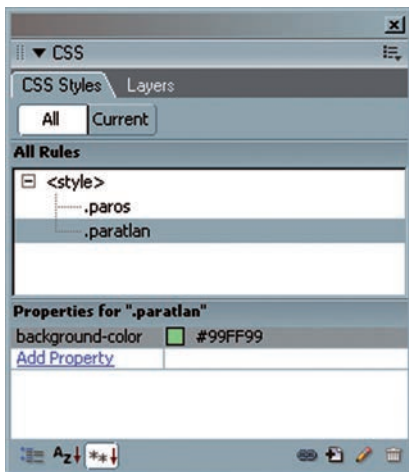 CSS
CSS Styles Layers
All Current
All Rules
<style>
.paros
.paratlan
Properties for ".paratlan"
background-color #99FF99
Add Property